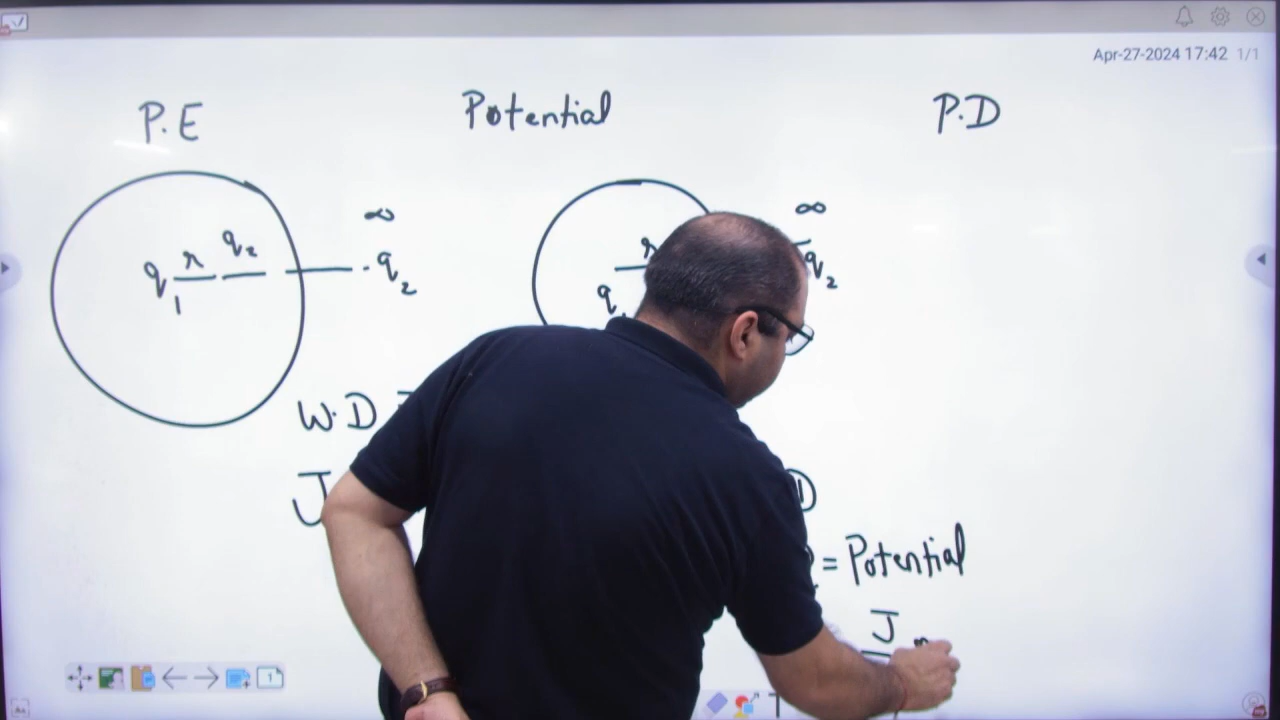 Apr-27-2024 17:42 1/1
P.E
Potential
P.D
∞
∞
r q₂
r
q₁
q₂
q
q₂
W.D
J
D
= Potential
J
1
T